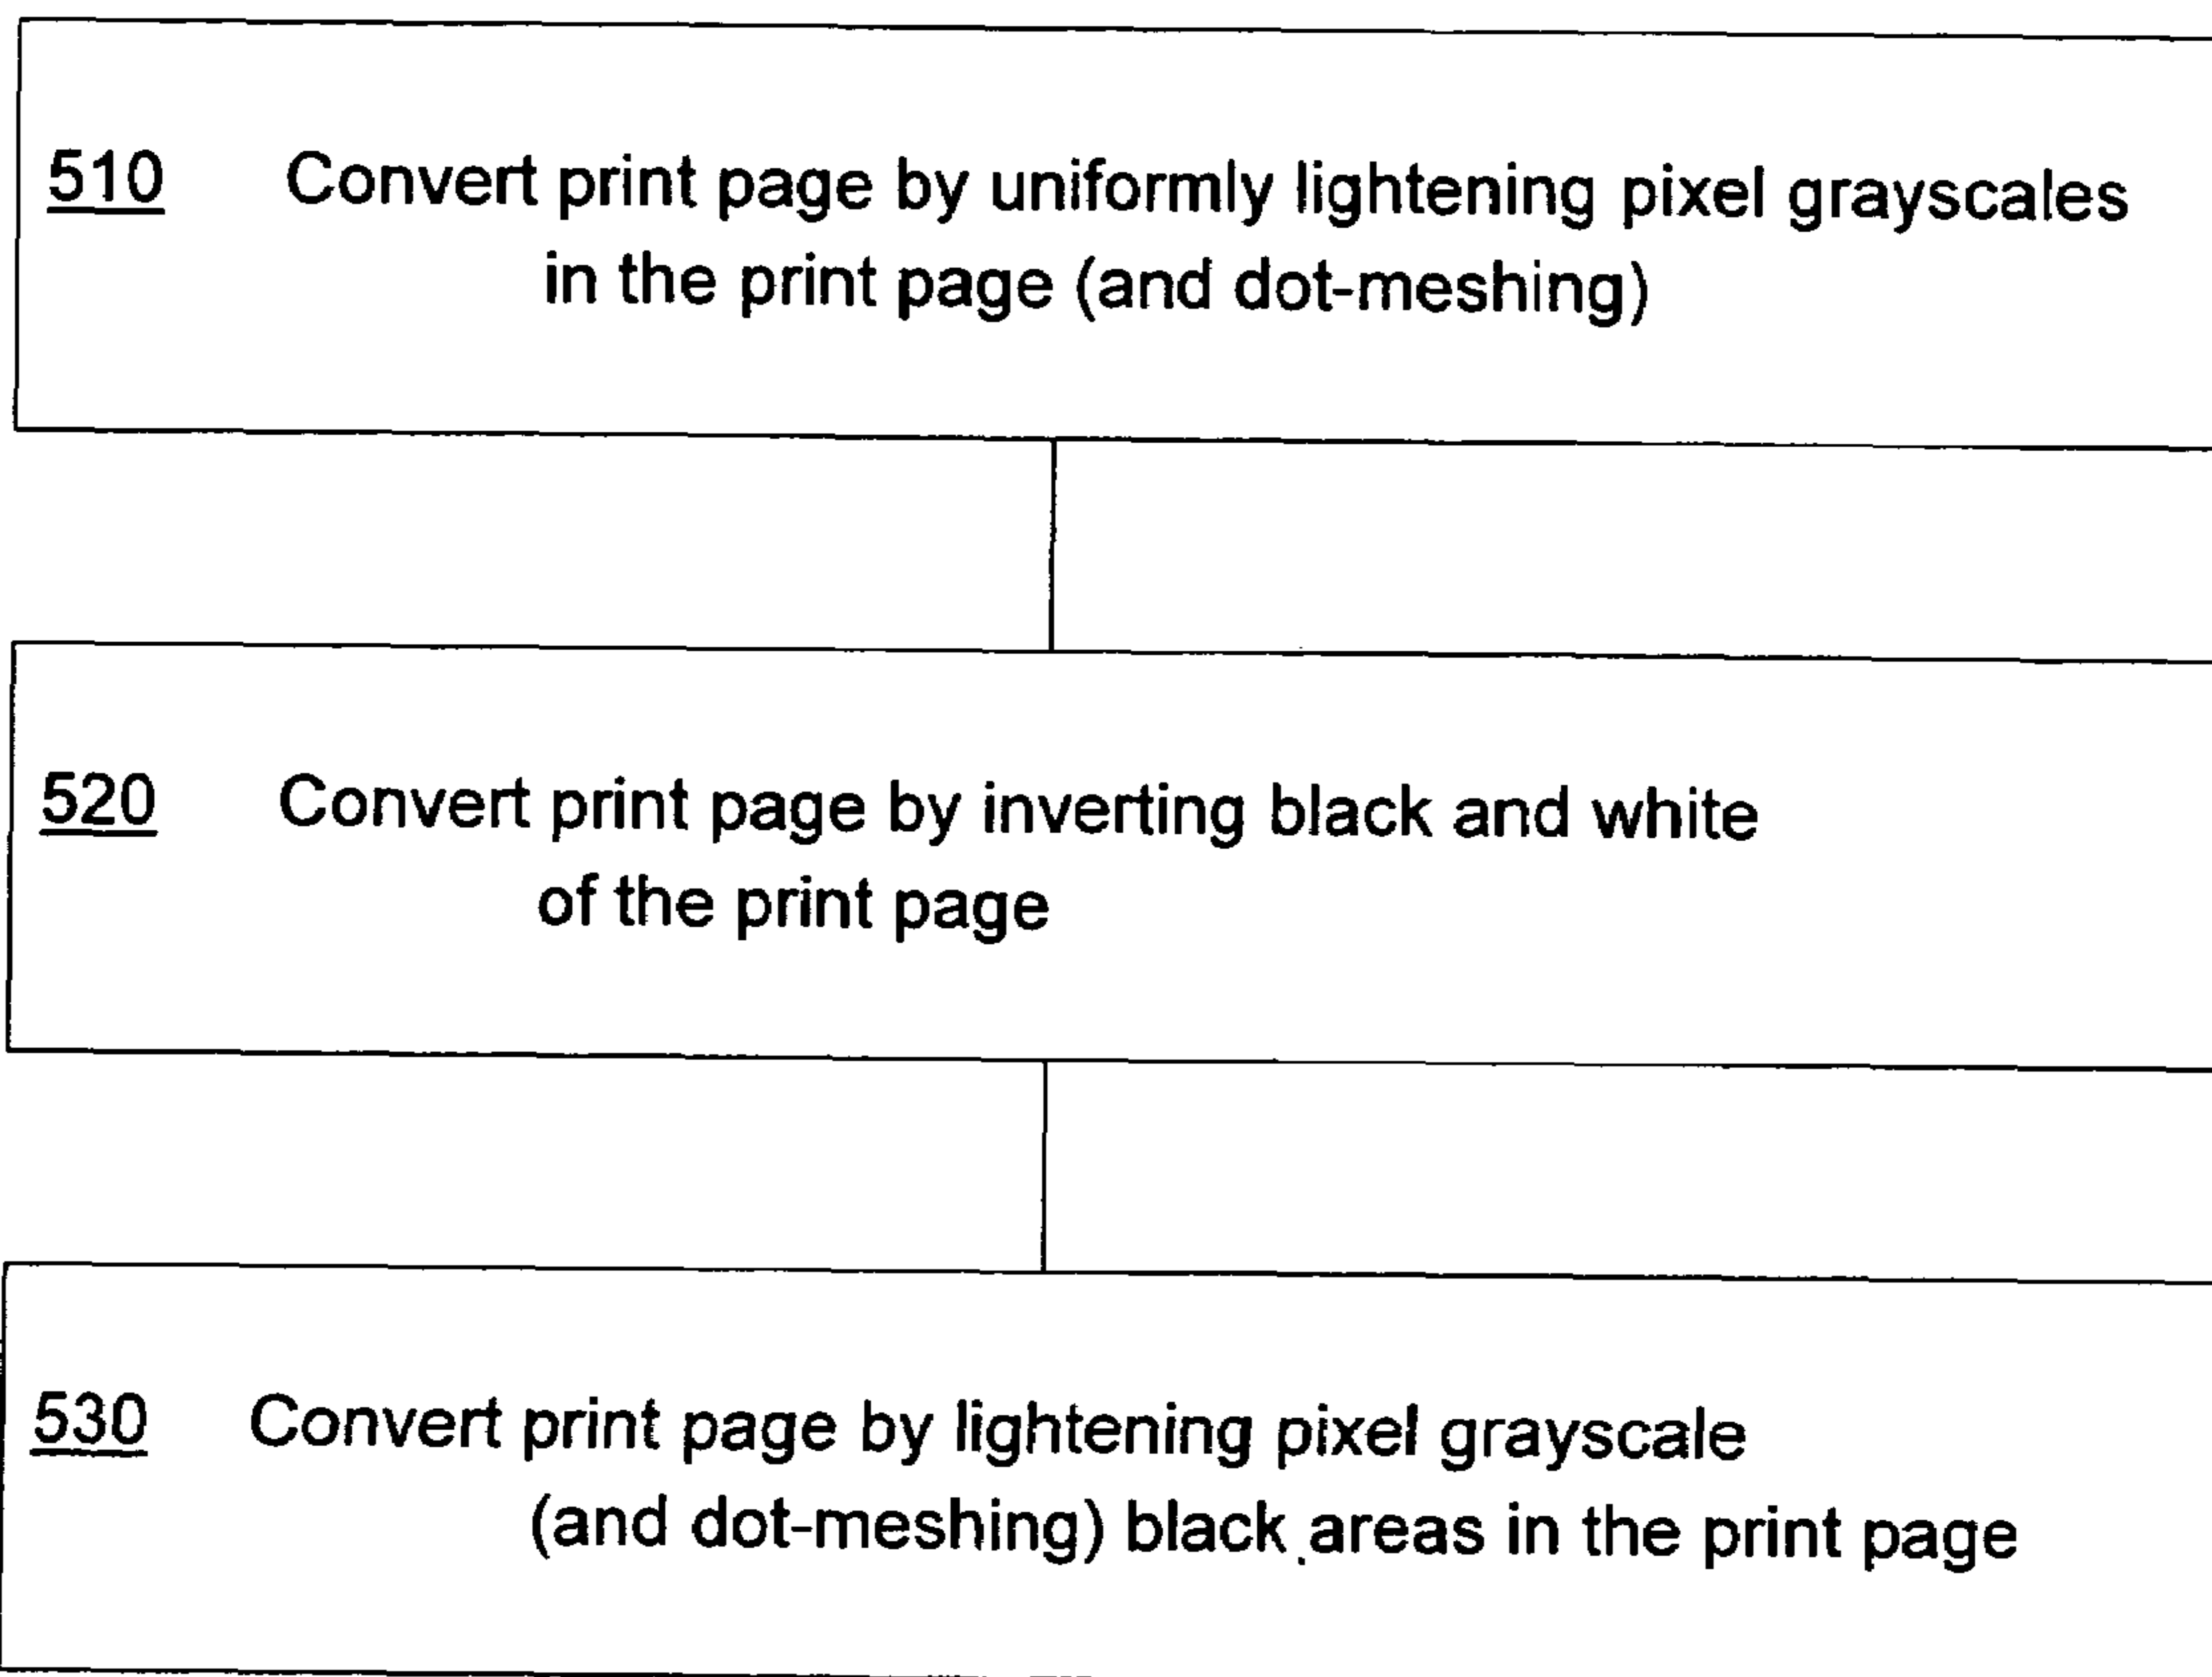 510 Convert print page by uniformly lightening pixel grayscales
in the print page (and dot-meshing)
520 Convert print page by inverting black and white
of the print page
530 Convert print page by lightening pixel grayscale
(and dot-meshing) black areas in the print page